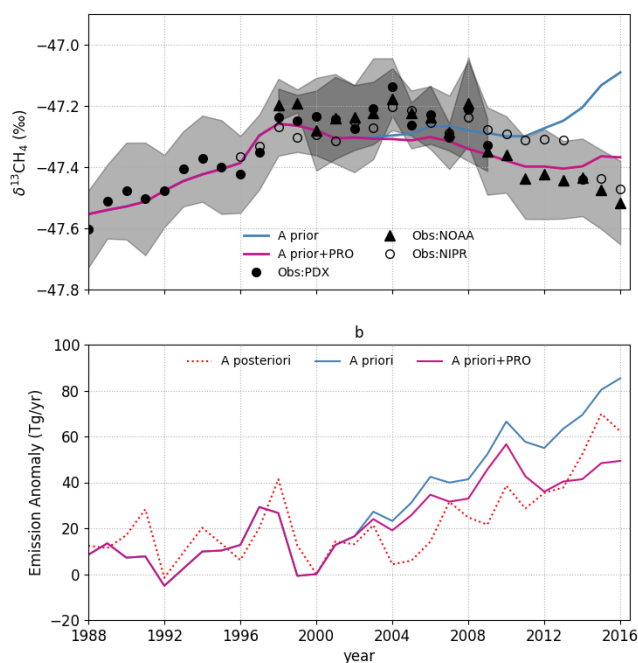 −47.0
−47.2
−47.4
−47.6
−47.8
δ¹³CH₄ (‰)
A prior
A prior+PRO
Obs:PDX
Obs:NOAA
Obs:NIPR
b
100
80
60
40
20
0
−20
Emission Anomaly (Tg/yr)
A posteriori A priori A priori+PRO
1988 1992 1996 2000 2004 2008 2012 2016
year